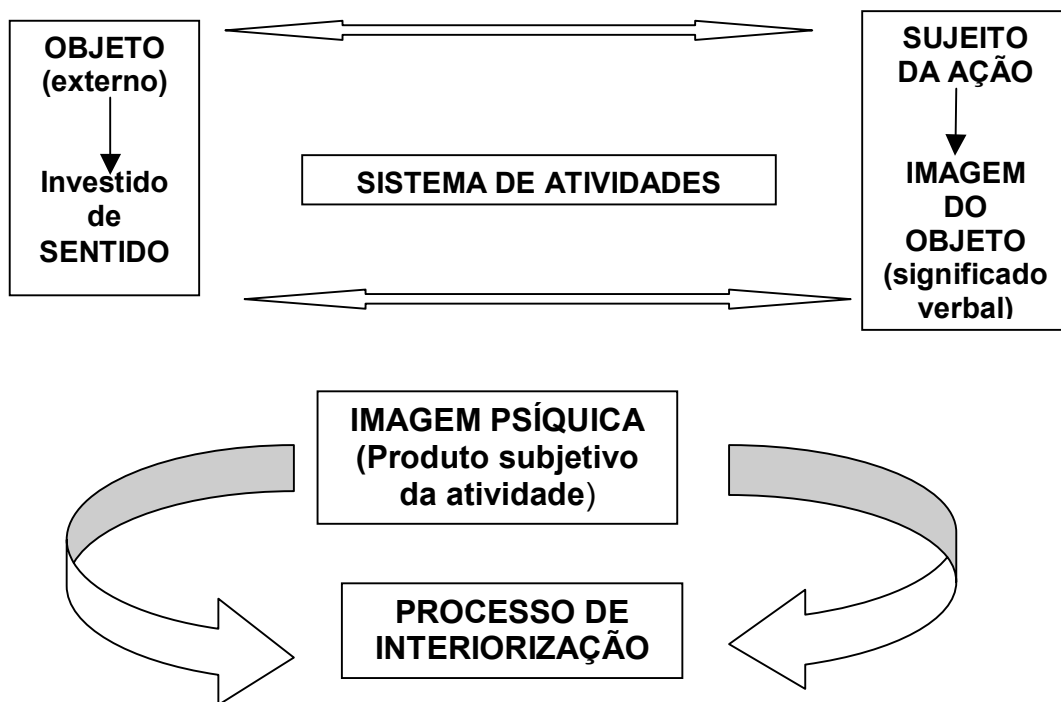 OBJETO
(externo)
Investido
de
SENTIDO
SISTEMA DE ATIVIDADES
SUJEITO
DA AÇÃO
IMAGEM
DO
OBJETO
(significado
verbal)
IMAGEM PSÍQUICA
(Produto subjetivo
da atividade)
PROCESSO DE
INTERIORIZAÇÃO